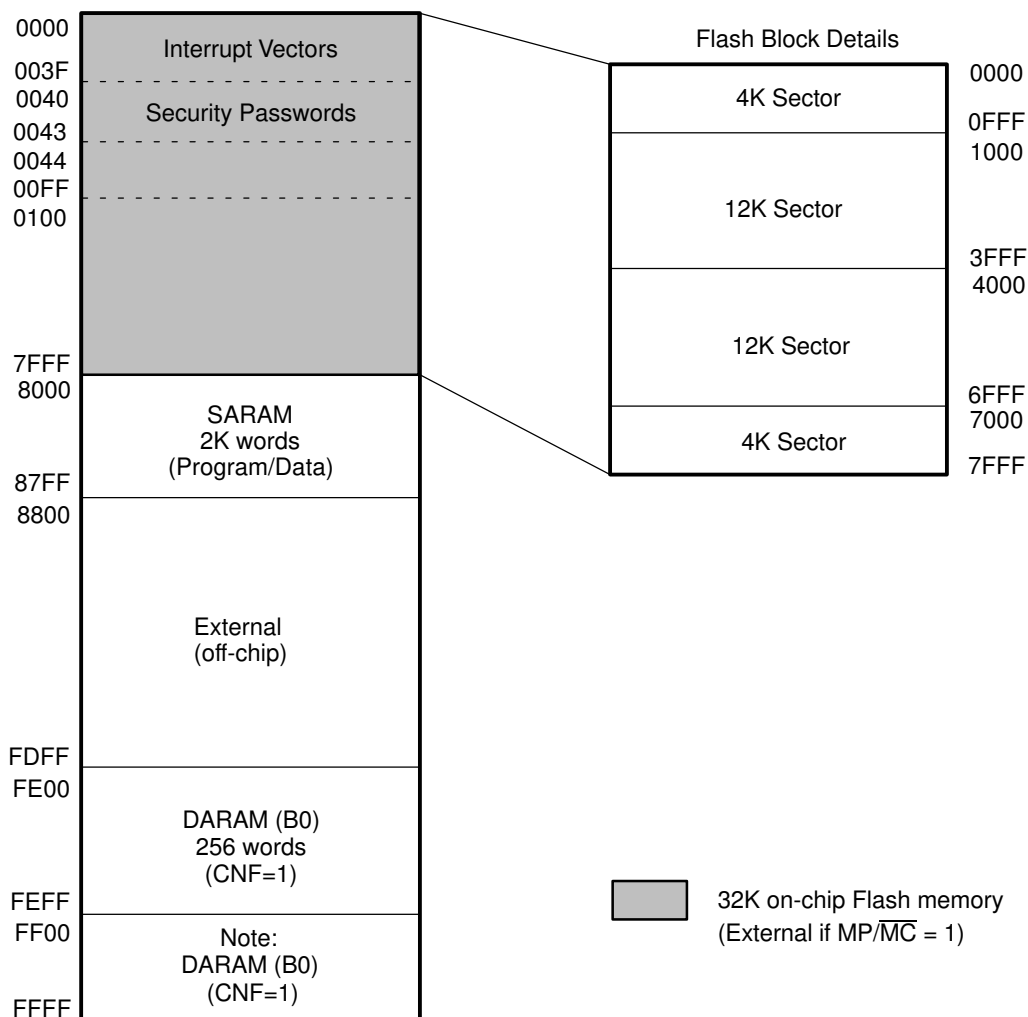 0000
Interrupt Vectors
003F
0040
Security Passwords
0043
0044
00FF
0100
7FFF
8000
SARAM
2K words
(Program/Data)
87FF
8800
External
(off-chip)
FDFF
FE00
DARAM (B0)
256 words
(CNF=1)
FEFF
FF00
Note:
DARAM (B0)
(CNF=1)
FFFF
Flash Block Details
0000
4K Sector
0FFF
1000
12K Sector
3FFF
4000
12K Sector
6FFF
7000
4K Sector
7FFF
32K on-chip Flash memory
(External if MP/M̅C̅ = 1)